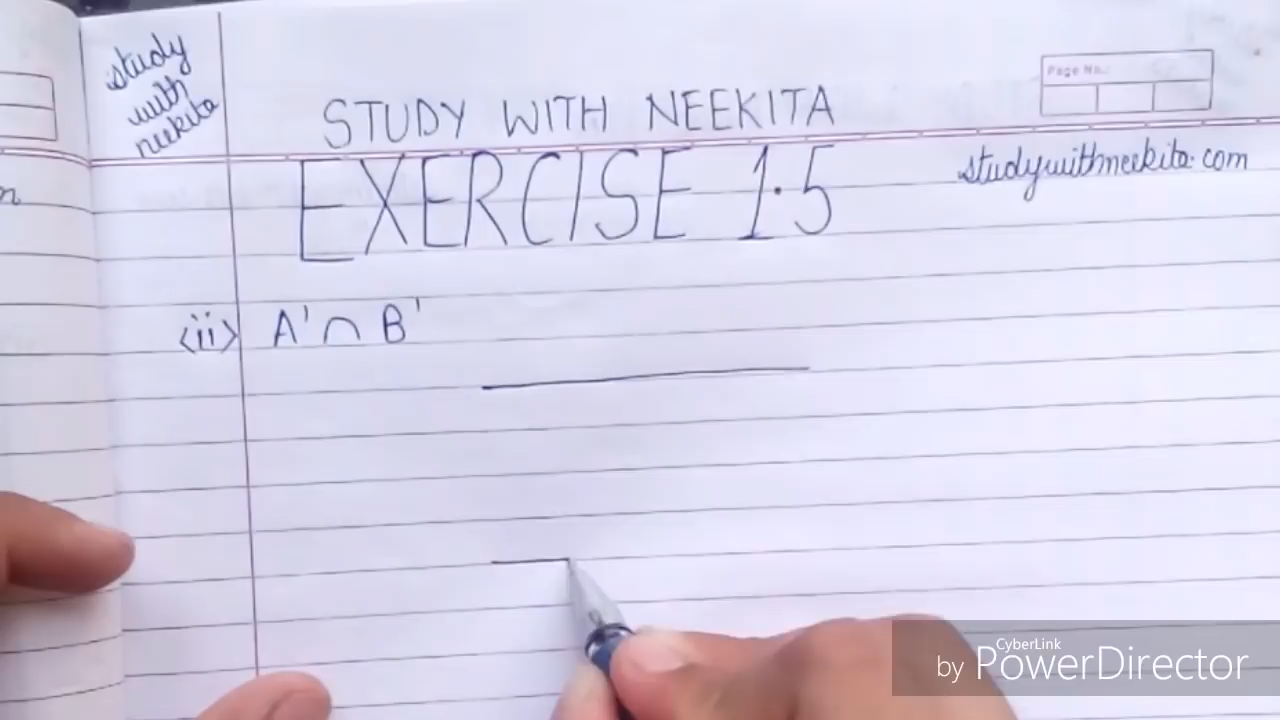 study
with
neekita
Page No.:
STUDY WITH NEEKITA
EXERCISE 1.5
studywithneekita.com
<ii> A' ∩ B'
CyberLink
by PowerDirector